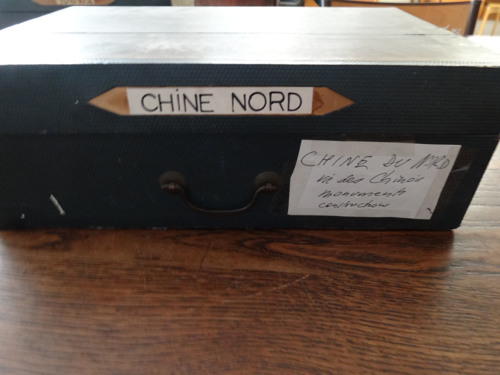 CHiNE NORD
CHINE DU NORD
vie des Chinois
monuments
construction